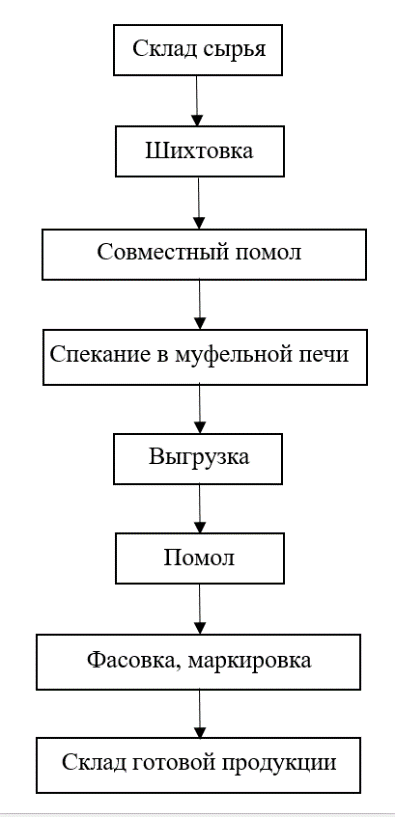 Склад сырья
Шихтовка
Совместный помол
Спекание в муфельной печи
Выгрузка
Помол
Фасовка, маркировка
Склад готовой продукции